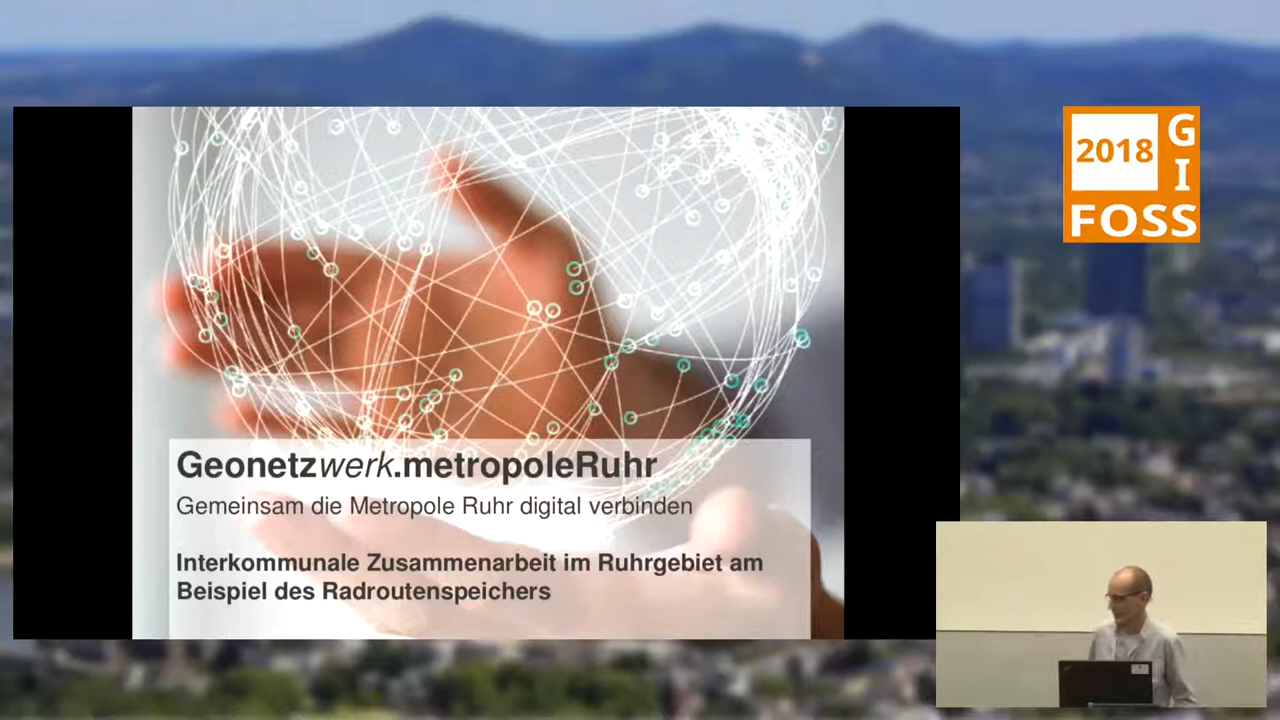 Geonetzwerk.metropoleRuhr
Gemeinsam die Metropole Ruhr digital verbinden
Interkommunale Zusammenarbeit im Ruhrgebiet am
Beispiel des Radroutenspeichers
2018
G
I
FOSS